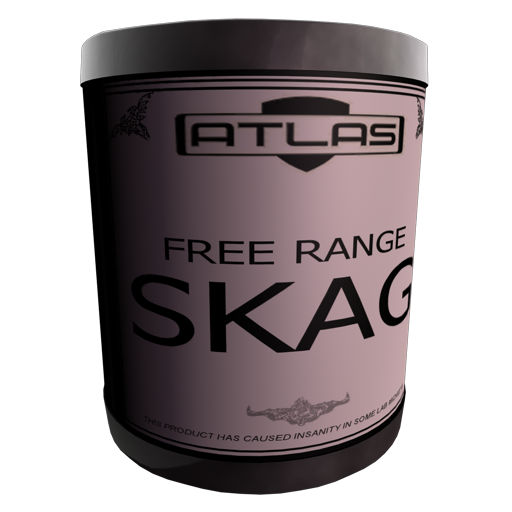 ATLAS
FREE RANGE
SKAG
THIS PRODUCT HAS CAUSED INSANITY IN SOME LAB